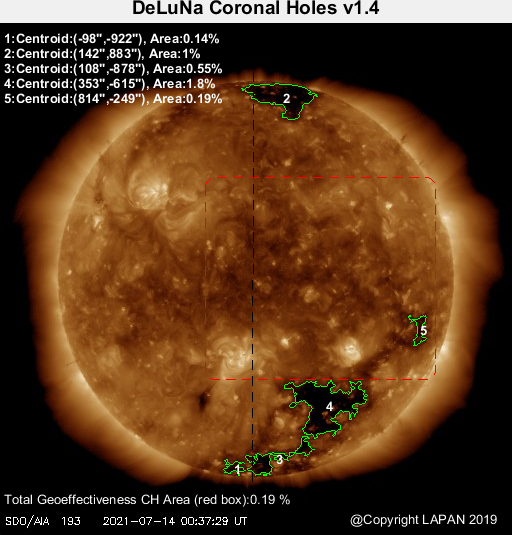 DeLuNa Coronal Holes v1.4
1:Centroid:(-98",-922"), Area:0.14%
2:Centroid:(142",883"), Area:1%
3:Centroid:(108",-878"), Area:0.55%
4:Centroid:(353",-615"), Area:1.8%
5:Centroid:(814",-249"), Area:0.19%
2
5
4
3
1
Total Geoeffectiveness CH Area (red box):0.19 %
SDO/AIA 193 2021-07-14 00:37:29 UT
@Copyright LAPAN 2019